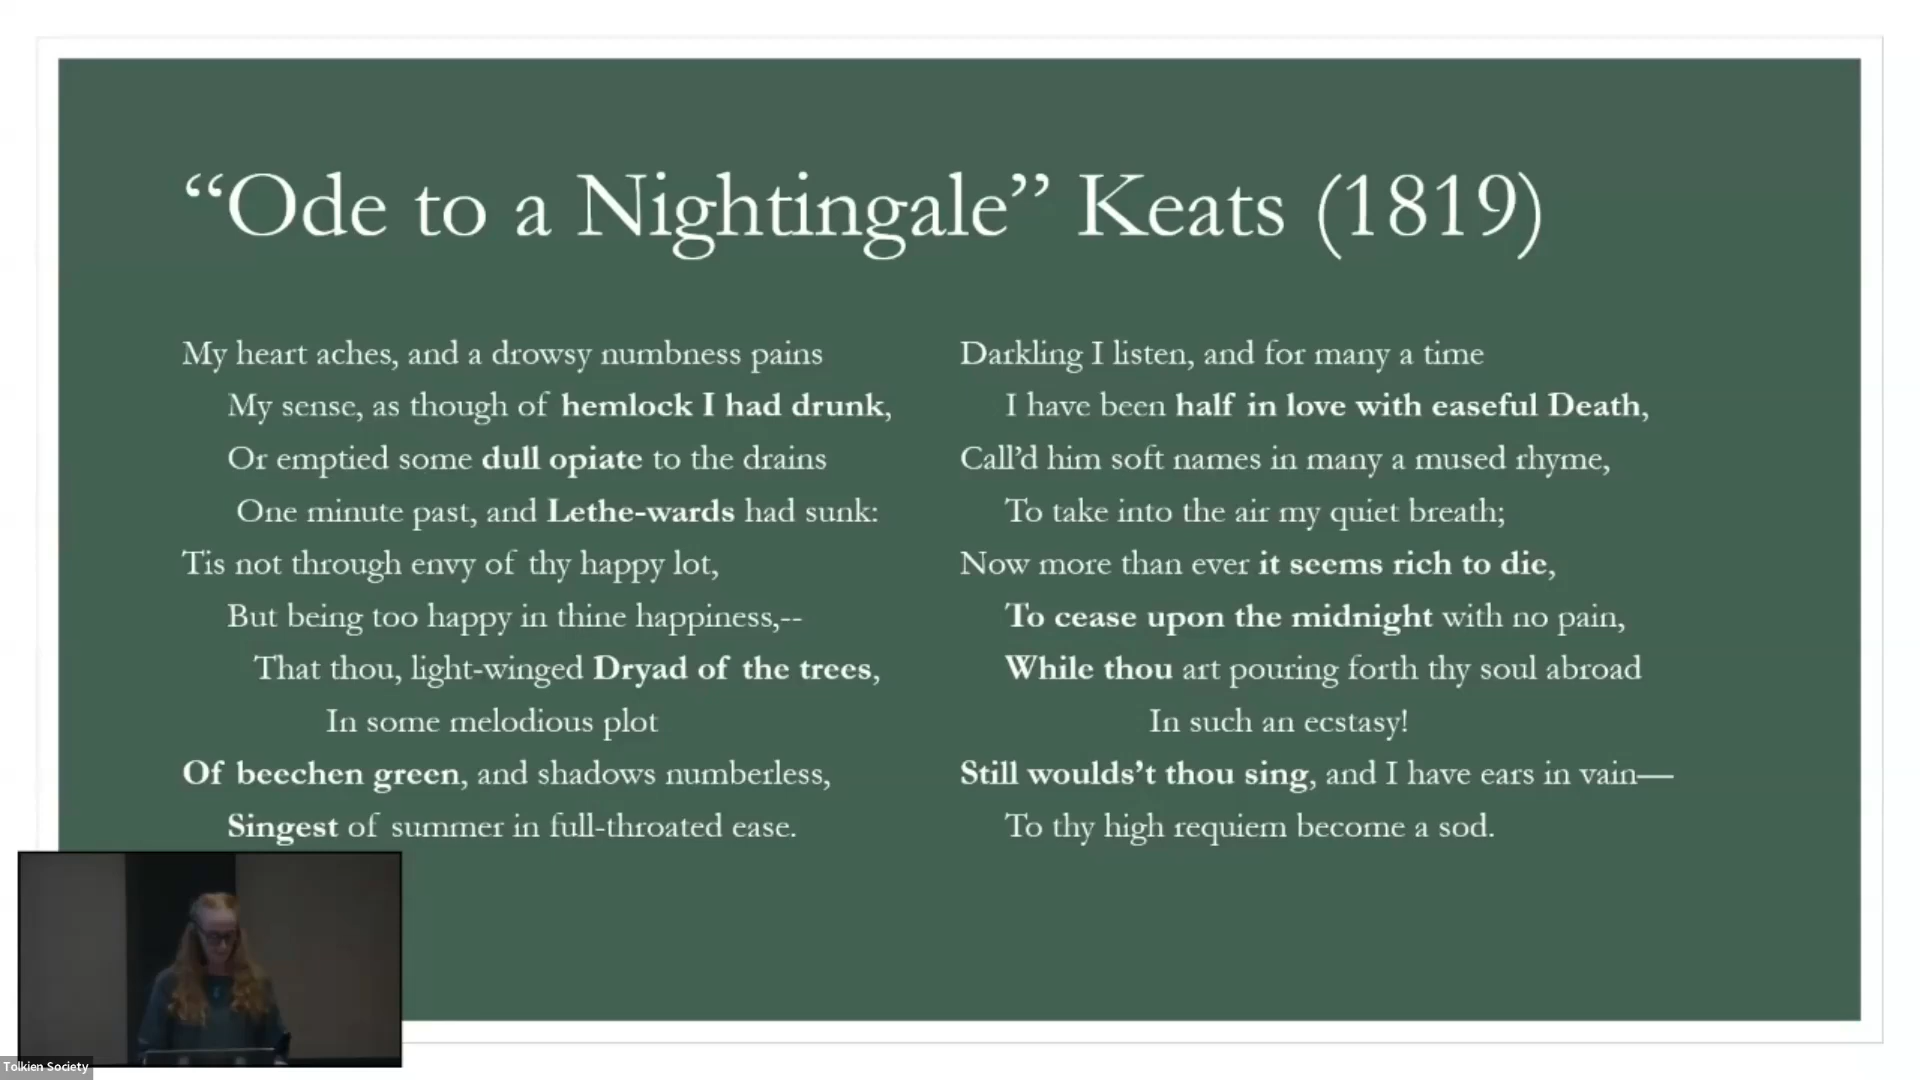 “Ode to a Nightingale” Keats (1819)
My heart aches, and a drowsy numbness pains
My sense, as though of hemlock I had drunk,
Or emptied some dull opiate to the drains
One minute past, and Lethe-wards had sunk:
Tis not through envy of thy happy lot,
But being too happy in thine happiness,--
That thou, light-winged Dryad of the trees,
In some melodious plot
Of beechen green, and shadows numberless,
Singest of summer in full-throated ease.
Darkling I listen, and for many a time
I have been half in love with easeful Death,
Call’d him soft names in many a mused rhyme,
To take into the air my quiet breath;
Now more than ever it seems rich to die,
To cease upon the midnight with no pain,
While thou art pouring forth thy soul abroad
In such an ecstasy!
Still woulds’t thou sing, and I have ears in vain—
To thy high requiem become a sod.
Tolkien Society